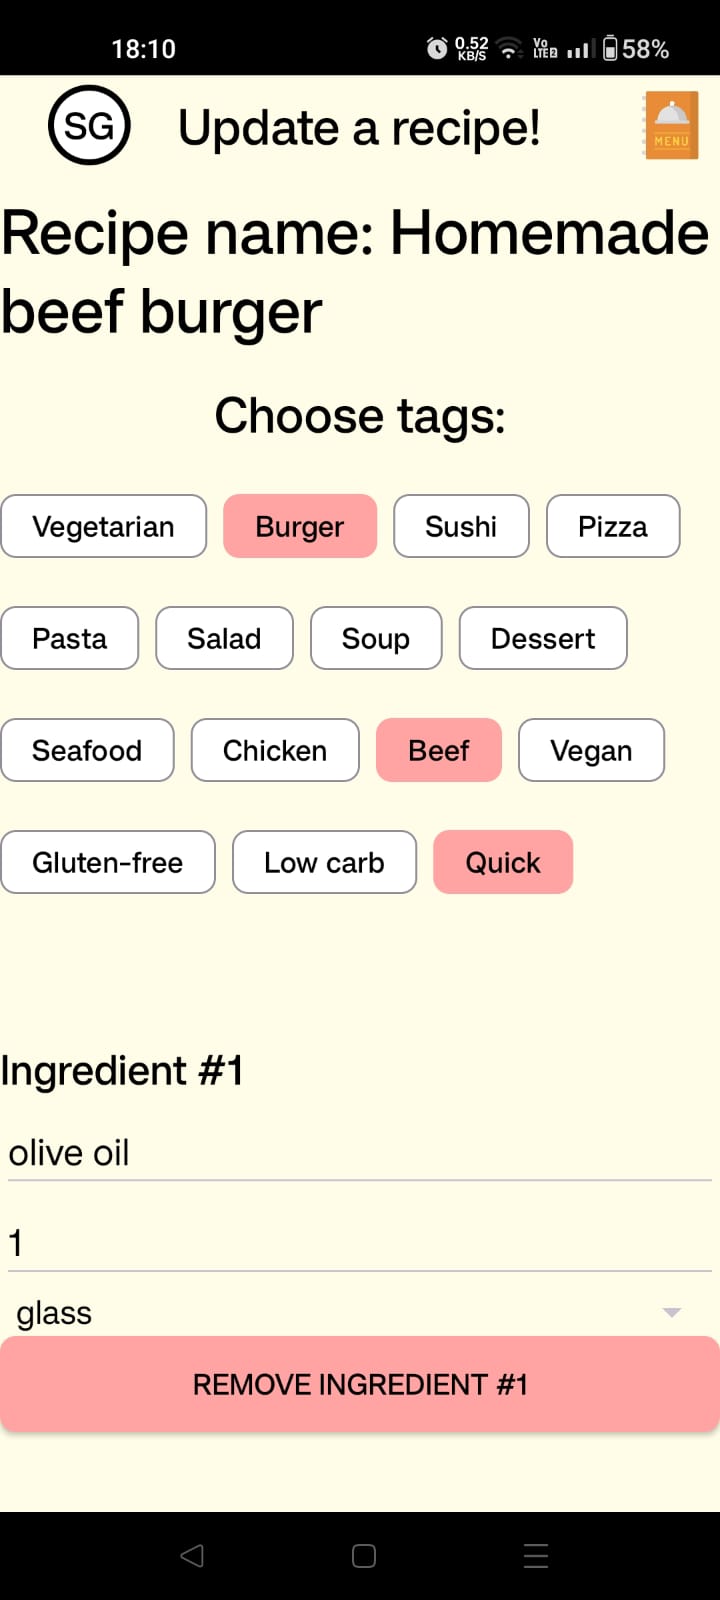 18:10 0.52 KB/S Vo LTE 2 58%
SG Update a recipe! MENU
Recipe name: Homemade
beef burger
Choose tags:
Vegetarian Burger Sushi Pizza
Pasta Salad Soup Dessert
Seafood Chicken Beef Vegan
Gluten-free Low carb Quick
Ingredient #1
olive oil
1
glass
REMOVE INGREDIENT #1